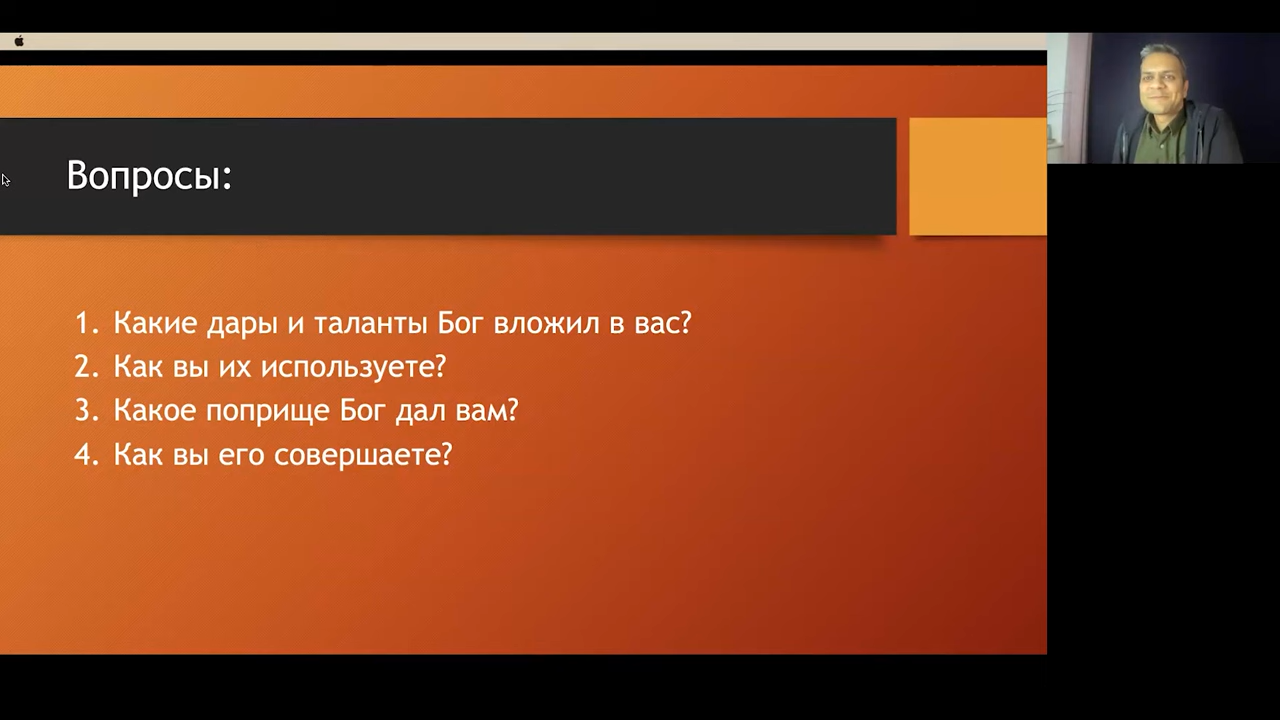 Вопросы:
1. Какие дары и таланты Бог вложил в вас?
2. Как вы их используете?
3. Какое поприще Бог дал вам?
4. Как вы его совершаете?